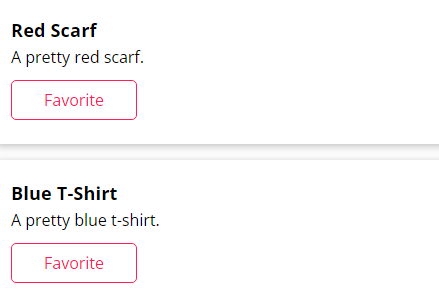 Red Scarf
A pretty red scarf.
Favorite
Blue T-Shirt
A pretty blue t-shirt.
Favorite